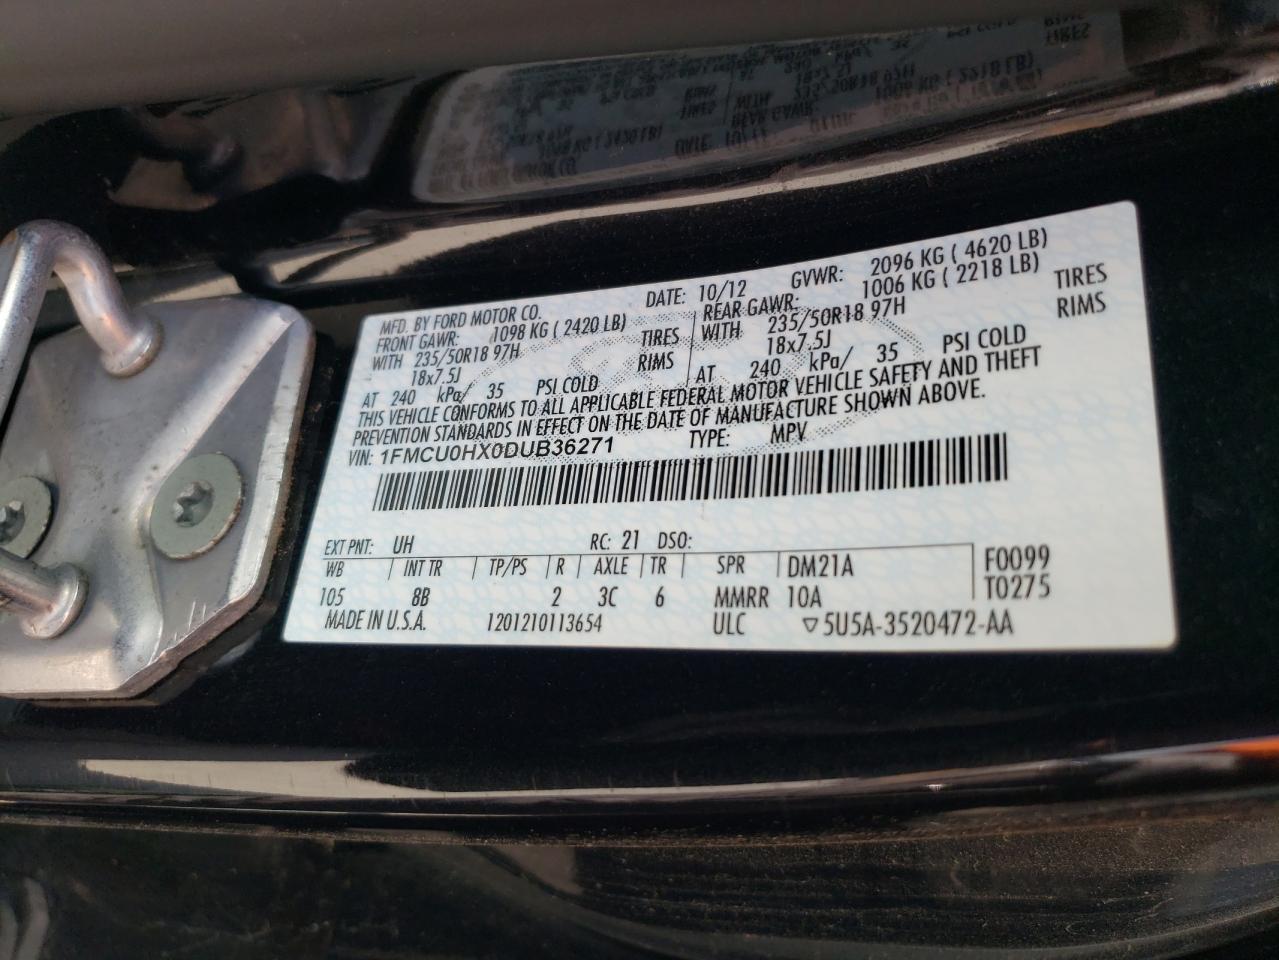 MFD. BY FORD MOTOR CO.
DATE: 10/12 GVWR: 2096 KG ( 4620 LB)
FRONT GAWR: 1098 KG ( 2420 LB) REAR GAWR: 1006 KG ( 2218 LB)
WITH 235/50R18 97H TIRES WITH 235/50R18 97H TIRES
18x7.5J RIMS 18x7.5J RIMS
AT 240 kPa/ 35 PSI COLD AT 240 kPa/ 35 PSI COLD
THIS VEHICLE CONFORMS TO ALL APPLICABLE FEDERAL MOTOR VEHICLE SAFETY AND THEFT
PREVENTION STANDARDS IN EFFECT ON THE DATE OF MANUFACTURE SHOWN ABOVE.
VIN: 1FMCU0HX0DUB36271 TYPE: MPV
EXT PNT: UH RC: 21 DSO:
WB INT TR TP/PS R AXLE TR SPR DM21A F0099
105 8B 2 3C 6 MMRR 10A T0275
MADE IN U.S.A. 1201210113654 ULC ▽5U5A-3520472-AA